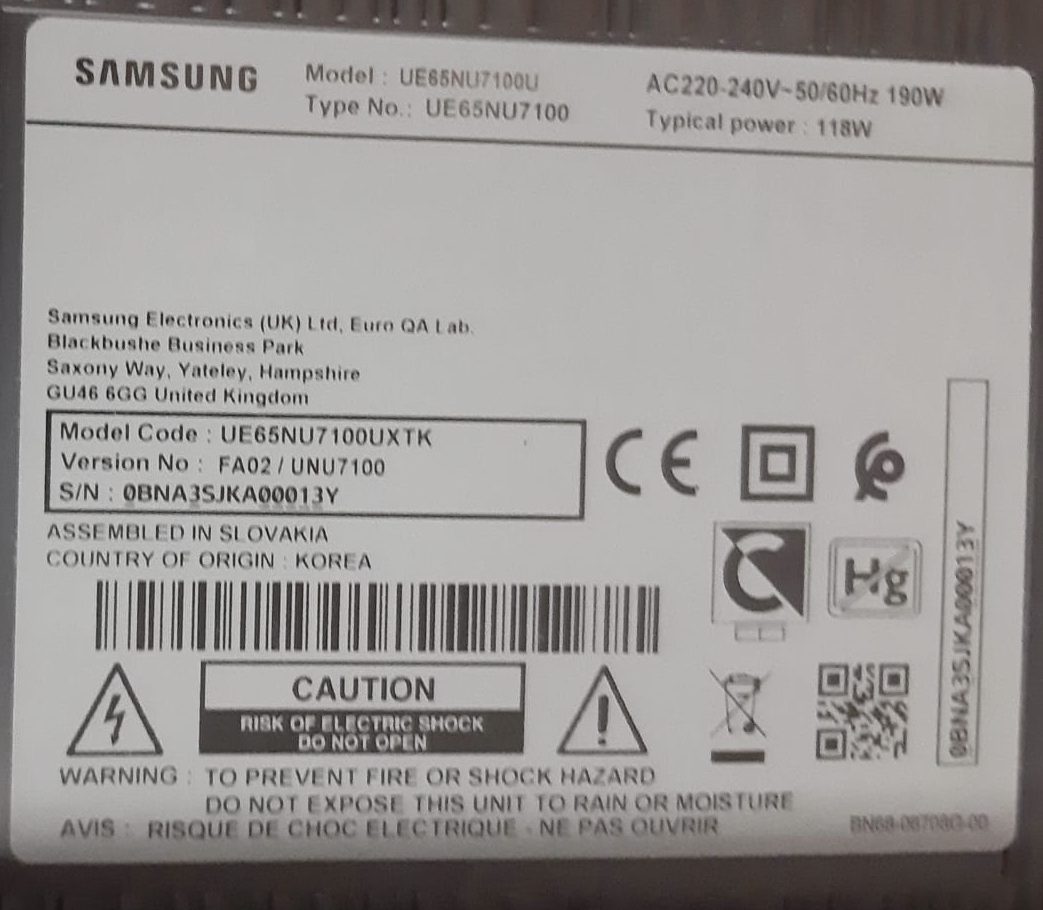 SAMSUNG
Model : UE65NU7100U
Type No.: UE65NU7100
AC220-240V~50/60Hz 190W
Typical power : 118W
Samsung Electronics (UK) Ltd, Euro QA Lab.
Blackbushe Business Park
Saxony Way, Yateley, Hampshire
GU46 6GG United Kingdom
Model Code : UE65NU7100UXTK
Version No : FA02 / UNU7100
S/N : 0BNA3SJKA00013Y
CE
ASSEMBLED IN SLOVAKIA
COUNTRY OF ORIGIN : KOREA
Hg
0BNA3SJKA00013Y
CAUTION
RISK OF ELECTRIC SHOCK
DO NOT OPEN
WARNING : TO PREVENT FIRE OR SHOCK HAZARD
DO NOT EXPOSE THIS UNIT TO RAIN OR MOISTURE
AVIS : RISQUE DE CHOC ELECTRIQUE - NE PAS OUVRIR